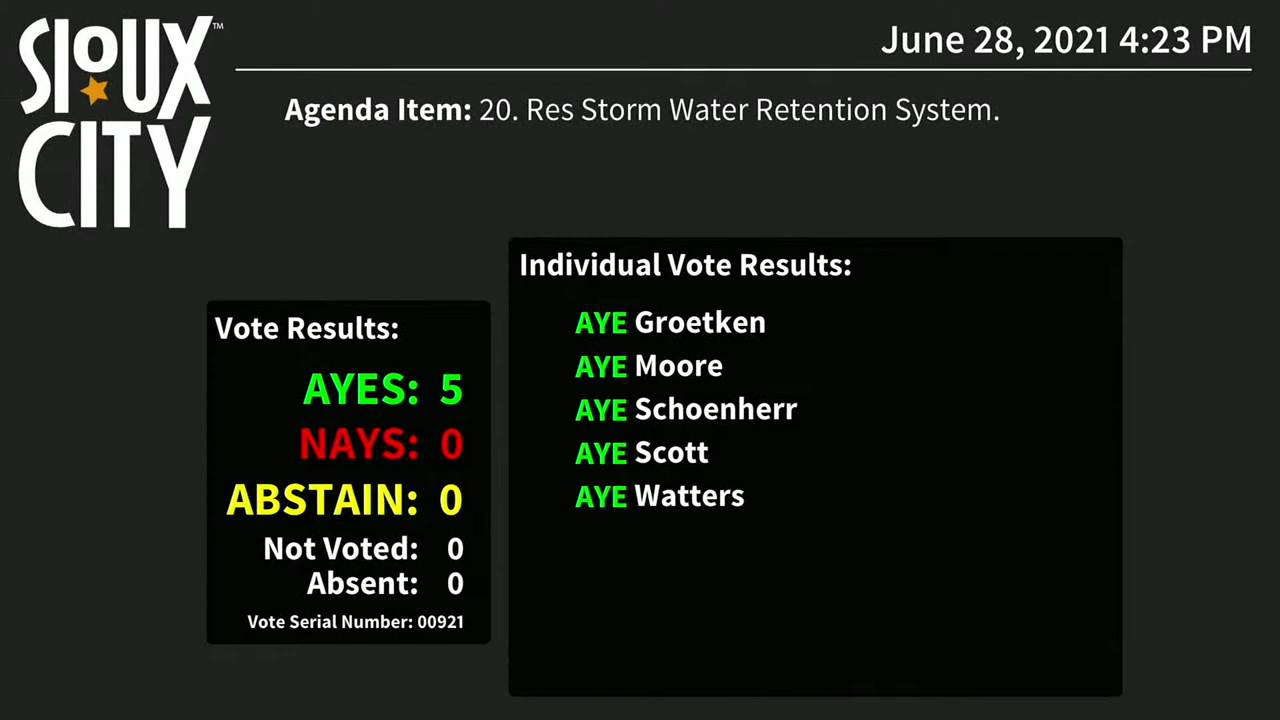 SIOUX
CITY
™
June 28, 2021 4:23 PM
Agenda Item: 20. Res Storm Water Retention System.
Vote Results:
AYES: 5
NAYS: 0
ABSTAIN: 0
Not Voted: 0
Absent: 0
Vote Serial Number: 00921
Individual Vote Results:
AYE Groetken
AYE Moore
AYE Schoenherr
AYE Scott
AYE Watters